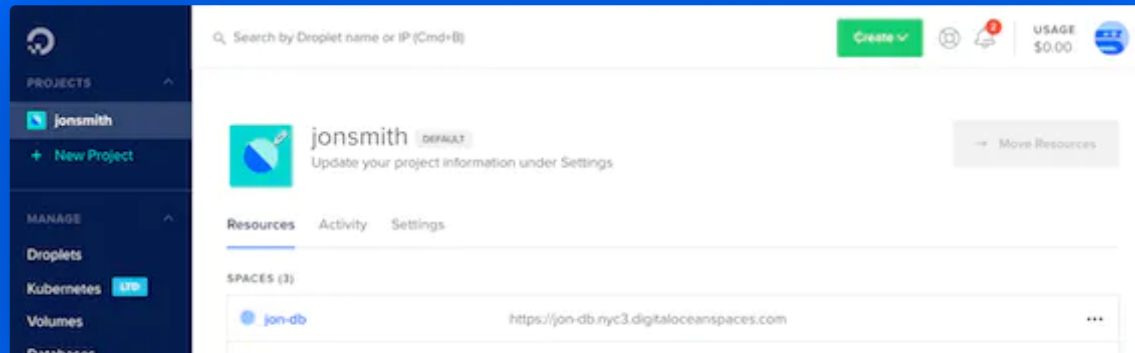 Search by Droplet name or IP (Cmd+B)
Create
2
USAGE
$0.00
PROJECTS
jonsmith
+ New Project
MANAGE
Droplets
Kubernetes LTD
Volumes
Databases
jonsmith DEFAULT
Update your project information under Settings
→ Move Resources
Resources Activity Settings
SPACES (3)
jon-db https://jon-db.nyc3.digitaloceanspaces.com ...